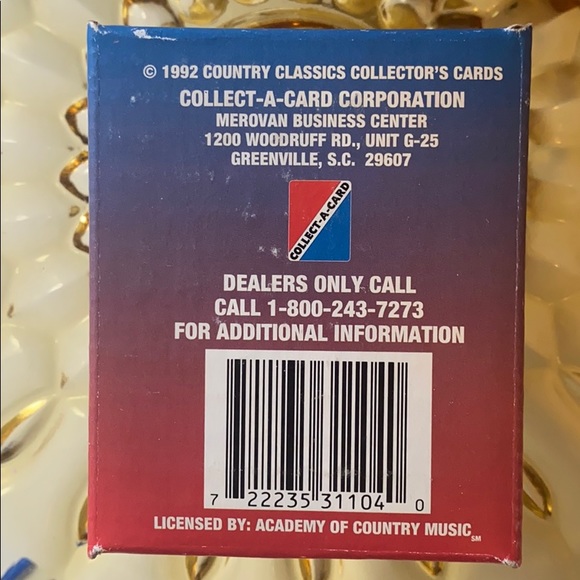 © 1992 COUNTRY CLASSICS COLLECTOR'S CARDS
COLLECT-A-CARD CORPORATION
MEROVAN BUSINESS CENTER
1200 WOODRUFF RD., UNIT G-25
GREENVILLE, S.C. 29607
COLLECT-A-CARD
DEALERS ONLY CALL
CALL 1-800-243-7273
FOR ADDITIONAL INFORMATION
7 22235 31104 0
LICENSED BY: ACADEMY OF COUNTRY MUSIC℠